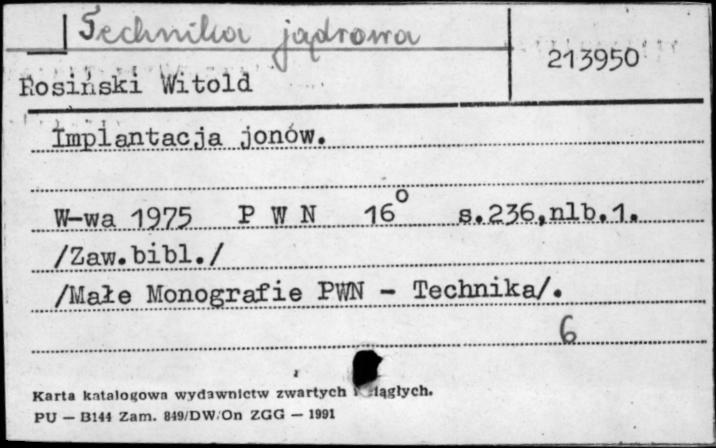 Technika jądrowa
213950
Rosiński Witold
Implantacja jonów.
W-wa 1975 P W N 16° s.236,nlb.1.
/Zaw.bibl./
/Małe Monografie PWN - Technika/.
6
Karta katalogowa wydawnictw zwartych
PU — B144 Zam. 849/DW/On ZGG — 1991